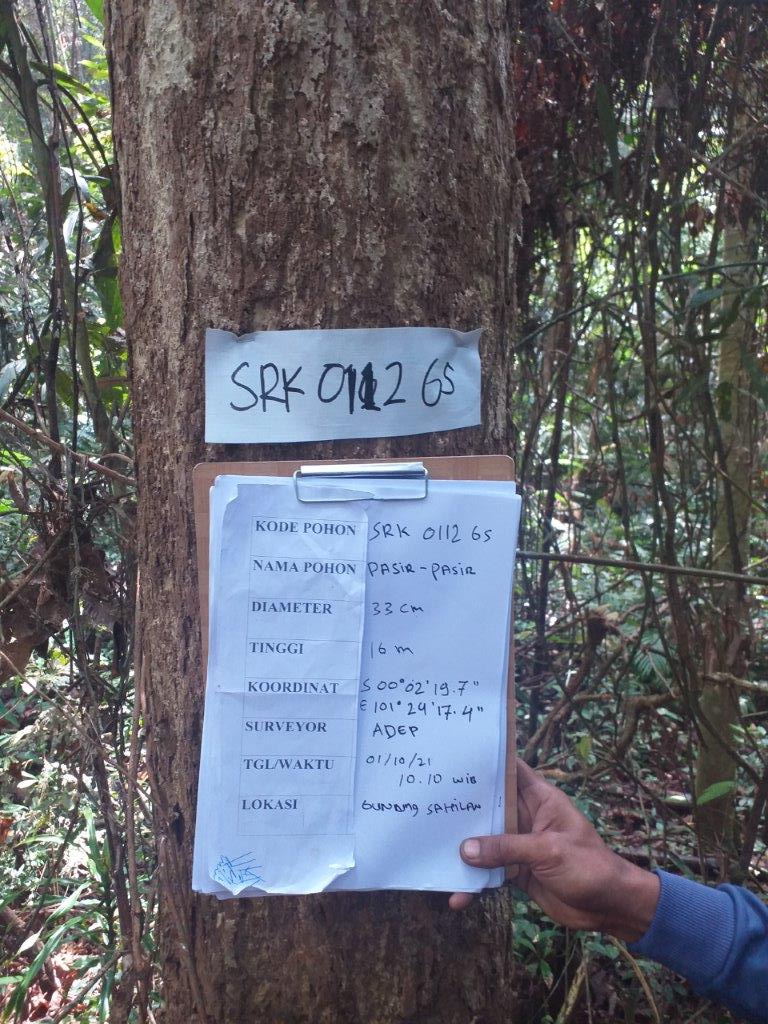 SRK 0112 GS
KODE POHON SRK 0112 GS
NAMA POHON PASIR-PASIR
DIAMETER 33 cm
TINGGI 16 m
KOORDINAT S 00°02'19.7"
E 101°24'17.4"
SURVEYOR ADEP
TGL/WAKTU 01/10/21
10.10 WIB
LOKASI GUNUNG SAHILAN